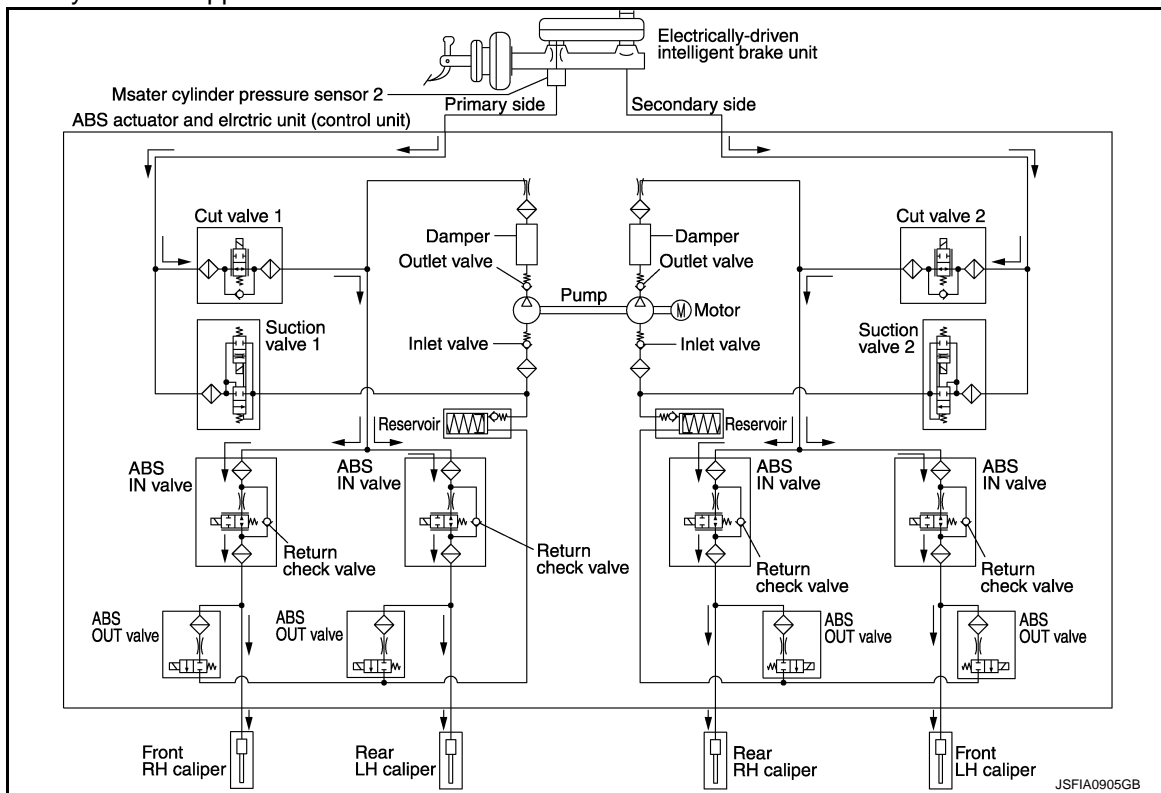 Electrically-driven
intelligent brake unit
Msater cylinder pressure sensor 2
Primary side
Secondary side
ABS actuator and elrctric unit (control unit)
Cut valve 1
Damper
Damper
Cut valve 2
Outlet valve
Outlet valve
Pump
M
Motor
Suction
valve 1
Inlet valve
Inlet valve
Suction
valve 2
Reservoir
Reservoir
ABS
IN valve
ABS
IN valve
ABS
IN valve
ABS
IN valve
Return
check valve
Return
check valve
Return
check valve
Return
check valve
ABS
OUT valve
ABS
OUT valve
ABS
OUT valve
ABS
OUT valve
Front
RH caliper
Rear
LH caliper
Rear
RH caliper
Front
LH caliper
JSFIA0905GB